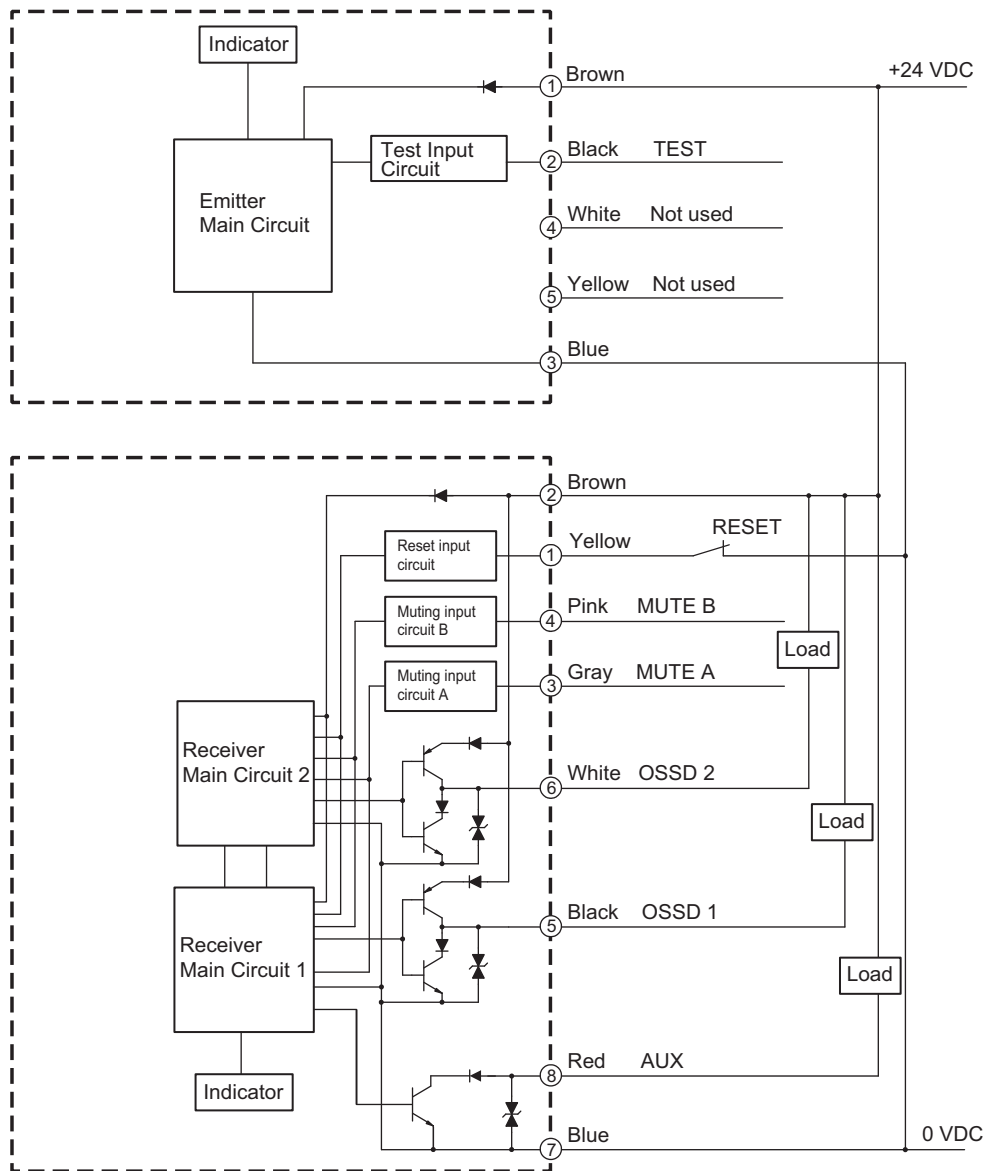 Indicator
+24 VDC
1 Brown
Test Input
Circuit
2 Black TEST
Emitter
Main Circuit
4 White Not used
5 Yellow Not used
3 Blue
2 Brown
RESET
Reset input
circuit
1 Yellow
Muting input
circuit B
4 Pink MUTE B
Load
Muting input
circuit A
3 Gray MUTE A
Receiver
Main Circuit 2
6 White OSSD 2
Load
5 Black OSSD 1
Receiver
Main Circuit 1
Load
8 Red AUX
Indicator
7 Blue
0 VDC